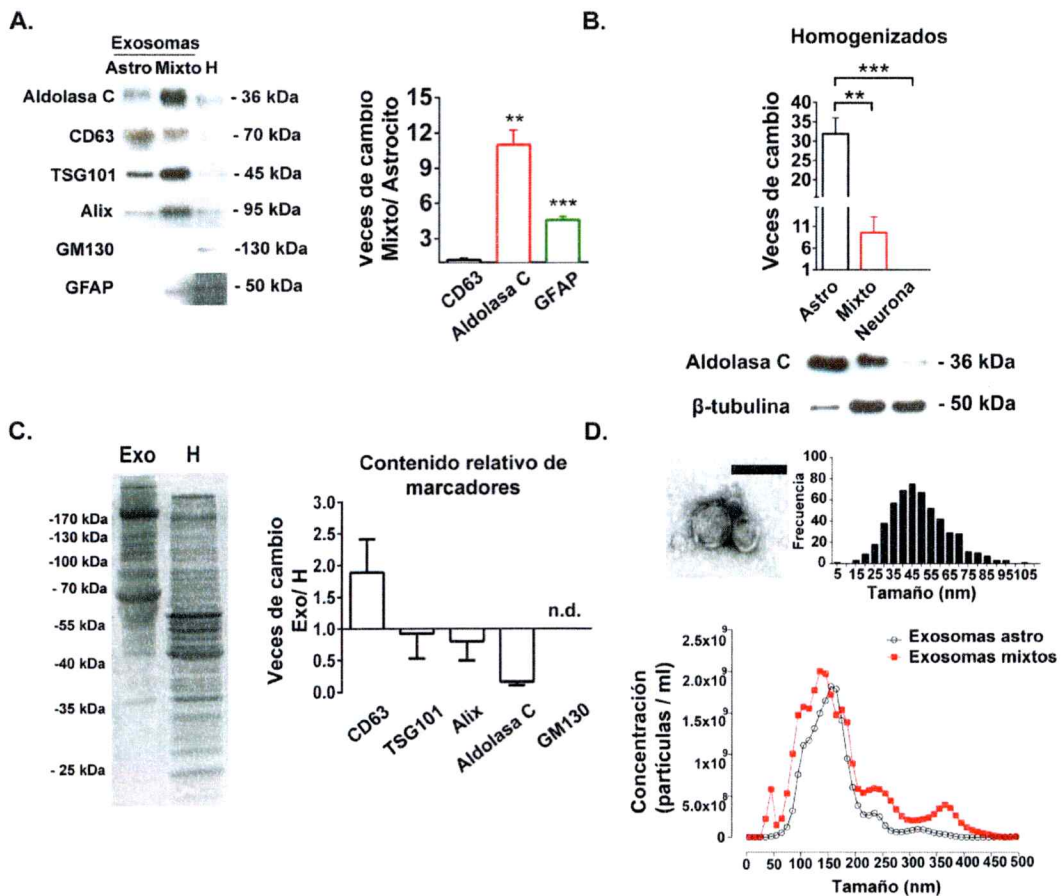 A.
Exosomas
Astro Mixto H
Aldolasa C - 36 kDa
CD63 - 70 kDa
TSG101 - 45 kDa
Alix - 95 kDa
GM130 -130 kDa
GFAP - 50 kDa
Veces de cambio
Mixto/ Astrocito
15
12
9
6
3
**
***
CD63
Aldolasa C
GFAP
B.
Homogenizados
***
**
Veces de cambio
40
35
30
25
20
1
11
6
1
Astro
Mixto
Neurona
Aldolasa C - 36 kDa
β-tubulina - 50 kDa
C.
Exo H
-170 kDa
-130 kDa
-100 kDa
- 70 kDa
-55 kDa
-40 kDa
-35 kDa
- 25 kDa
Contenido relativo de
marcadores
Veces de cambio
Exo/ H
3.0
2.5
2.0
1.5
1
0.5
0.0
n.d.
CD63
TSG101
Alix
Aldolasa C
GM130
D.
Frecuencia
100
80
60
40
20
0
5 15 25 35 45 55 65 75 85 95 105
Tamaño (nm)
Exosomas astro
Exosomas mixtos
Concentración
(particulas / ml)
2.5x10⁹
2.0x10⁹
1.5x10⁹
1x10⁹
5.0x10⁸
0
0 50 100 150 200 250 300 350 400 450 500
Tamaño (nm)